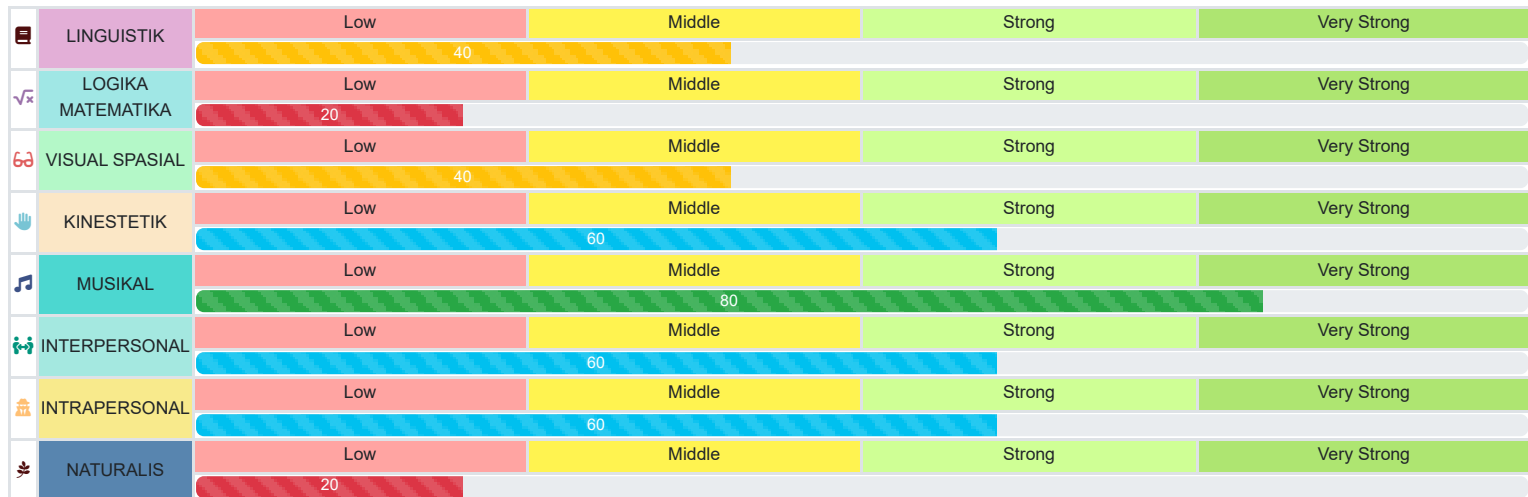 LINGUISTIK
Low Middle Strong Very Strong
40
LOGIKA
MATEMATIKA
Low Middle Strong Very Strong
20
VISUAL SPASIAL
Low Middle Strong Very Strong
40
KINESTETIK
Low Middle Strong Very Strong
60
MUSIKAL
Low Middle Strong Very Strong
80
INTERPERSONAL
Low Middle Strong Very Strong
60
INTRAPERSONAL
Low Middle Strong Very Strong
60
NATURALIS
Low Middle Strong Very Strong
20